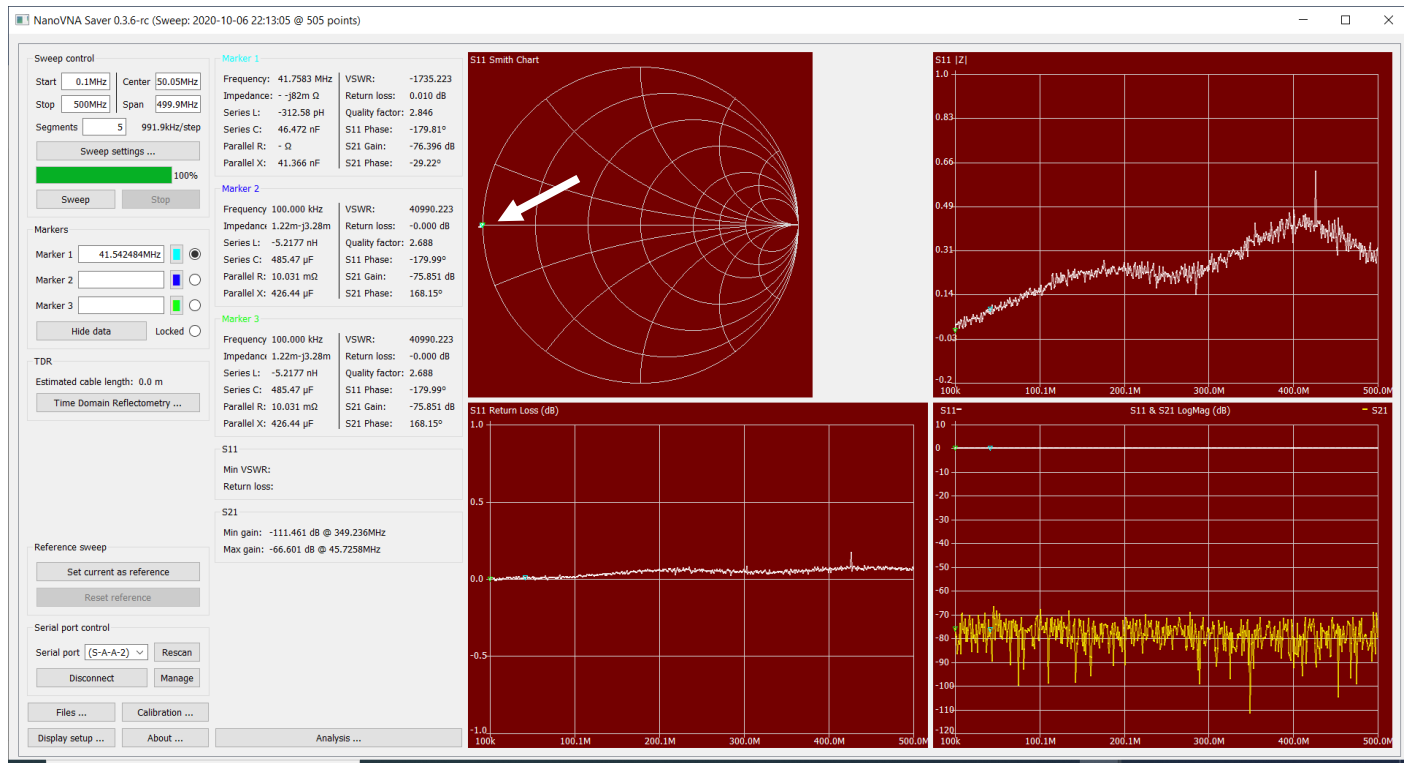 NanoVNA Saver 0.3.6-rc (Sweep: 2020-10-06 22:13:05 @ 505 points)
Sweep control
Start 0.1MHz Center 50.05MHz
Stop 500MHz Span 499.9MHz
Segments 5 991.9kHz/step
Sweep settings ...
100%
Sweep Stop
Markers
Marker 1 41.542484MHz
Marker 2
Marker 3
Hide data Locked
TDR
Estimated cable length: 0.0 m
Time Domain Reflectometry ...
Reference sweep
Set current as reference
Reset reference
Serial port control
Serial port (S-A-A-2) Rescan
Disconnect Manage
Files ... Calibration ...
Display setup ... About ...
Marker 1
Frequency: 41.7583 MHz VSWR: -1735.223
Impedance: - -j82m Ω Return loss: 0.010 dB
Series L: -312.58 pH Quality factor: 2.846
Series C: 46.472 nF S11 Phase: -179.81°
Parallel R: - Ω S21 Gain: -76.396 dB
Parallel X: 41.366 nF S21 Phase: -29.22°
Marker 2
Frequency 100.000 kHz VSWR: 40990.223
Impedance 1.22m-j3.28m Return loss: -0.000 dB
Series L: -5.2177 nH Quality factor: 2.688
Series C: 485.47 µF S11 Phase: -179.99°
Parallel R: 10.031 mΩ S21 Gain: -75.851 dB
Parallel X: 426.44 µF S21 Phase: 168.15°
Marker 3
Frequency 100.000 kHz VSWR: 40990.223
Impedance 1.22m-j3.28m Return loss: -0.000 dB
Series L: -5.2177 nH Quality factor: 2.688
Series C: 485.47 µF S11 Phase: -179.99°
Parallel R: 10.031 mΩ S21 Gain: -75.851 dB
Parallel X: 426.44 µF S21 Phase: 168.15°
S11
Min VSWR:
Return loss:
S21
Min gain: -111.461 dB @ 349.236MHz
Max gain: -66.601 dB @ 45.7258MHz
Analysis ...
S11 Smith Chart
S11 |Z|
1.0
0.83
0.66
0.49
0.31
0.14
-0.03
-0.2
100k 100.1M 200.1M 300.0M 400.0M 500.0M
S11 Return Loss (dB)
1.0
0.5
0.0
-0.5
-1.0
100k 100.1M 200.1M 300.0M 400.0M 500.0M
S11 S11 & S21 LogMag (dB) S21
10
0
-10
-20
-30
-40
-50
-60
-70
-80
-90
-100
-110
-120
100k 100.1M 200.1M 300.0M 400.0M 500.0M